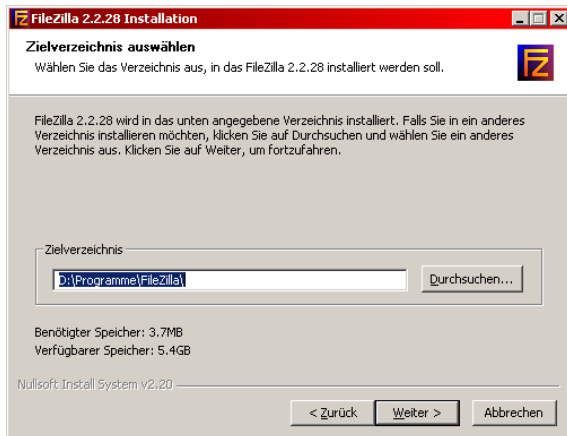 FileZilla 2.2.28 Installation
Zielverzeichnis auswählen
Wählen Sie das Verzeichnis aus, in das FileZilla 2.2.28 installiert werden soll.
FileZilla 2.2.28 wird in das unten angegebene Verzeichnis installiert. Falls Sie in ein anderes
Verzeichnis installieren möchten, klicken Sie auf Durchsuchen und wählen Sie ein anderes
Verzeichnis aus. Klicken Sie auf Weiter, um fortzufahren.
Zielverzeichnis
D:\Programme\FileZilla\
Durchsuchen...
Benötigter Speicher: 3.7MB
Verfügbarer Speicher: 5.4GB
Nullsoft Install System v2.20
< Zurück Weiter > Abbrechen